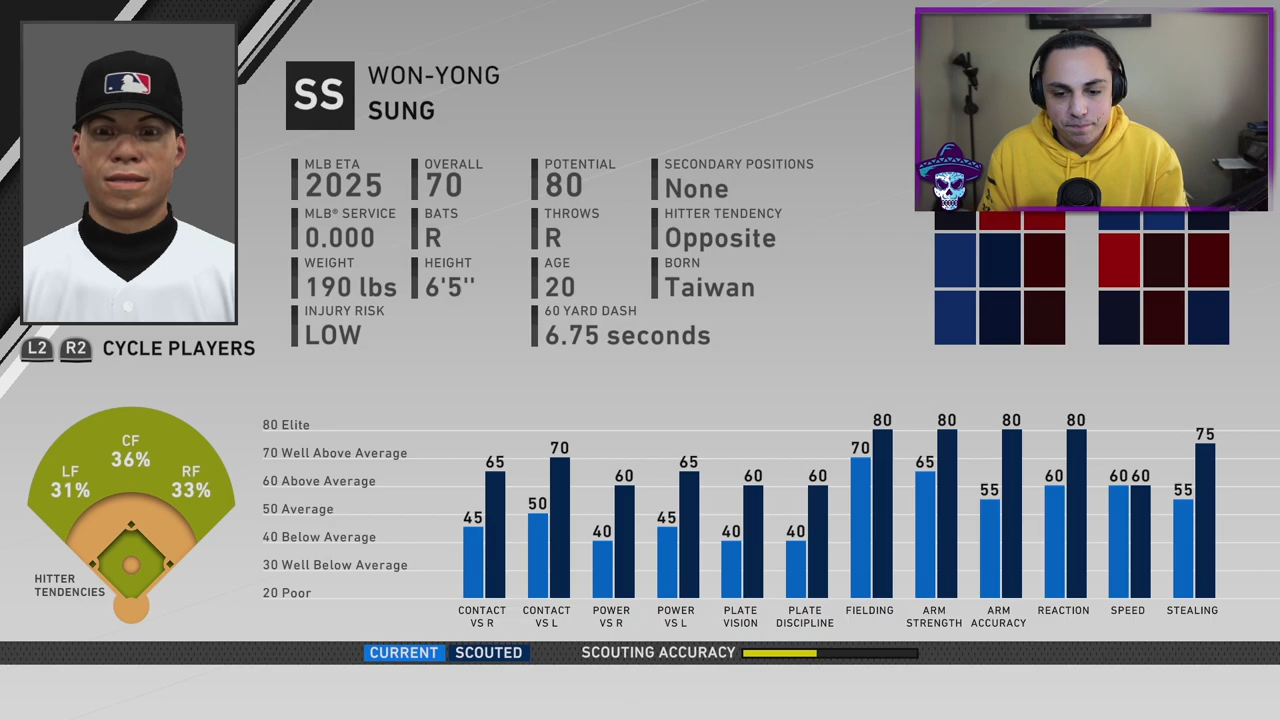 SS
WON-YONG
SUNG
MLB ETA
2025
OVERALL
70
POTENTIAL
80
SECONDARY POSITIONS
None
MLB® SERVICE
0.000
BATS
R
THROWS
R
HITTER TENDENCY
Opposite
WEIGHT
190 lbs
HEIGHT
6'5''
AGE
20
BORN
Taiwan
INJURY RISK
LOW
60 YARD DASH
6.75 seconds
L2 R2 CYCLE PLAYERS
CF
36%
LF
31%
RF
33%
HITTER
TENDENCIES
80 Elite
70 Well Above Average
60 Above Average
50 Average
40 Below Average
30 Well Below Average
20 Poor
45 65
50 70
40 60
45 65
40 60
40 60
70 80
65 80
55 80
60 80
60 60
55 75
CONTACT
VS R
CONTACT
VS L
POWER
VS R
POWER
VS L
PLATE
VISION
PLATE
DISCIPLINE
FIELDING
ARM
STRENGTH
ARM
ACCURACY
REACTION
SPEED
STEALING
CURRENT SCOUTED SCOUTING ACCURACY